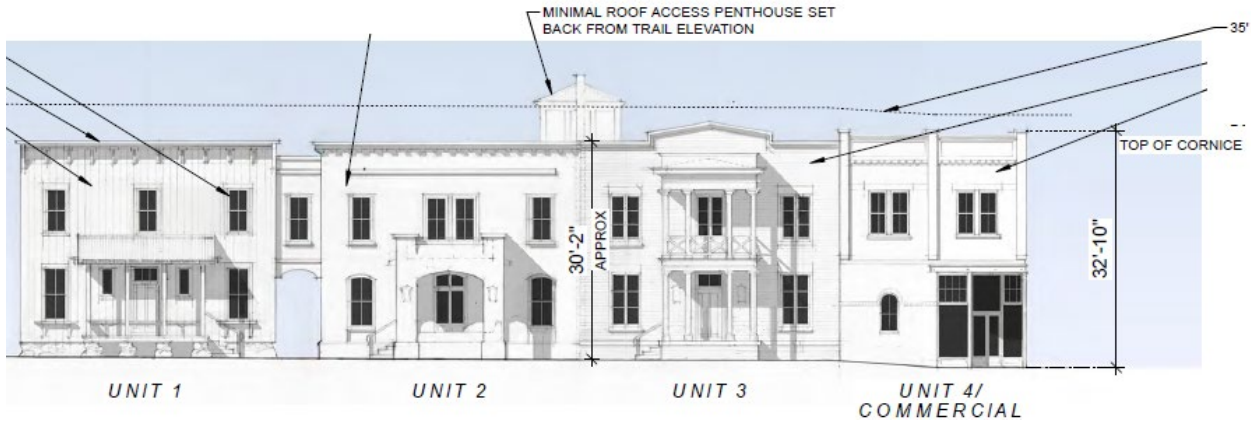 MINIMAL ROOF ACCESS PENTHOUSE SET
BACK FROM TRAIL ELEVATION
35'
TOP OF CORNICE
30'-2"
APPROX
32'-10"
UNIT 1
UNIT 2
UNIT 3
UNIT 4/
COMMERCIAL